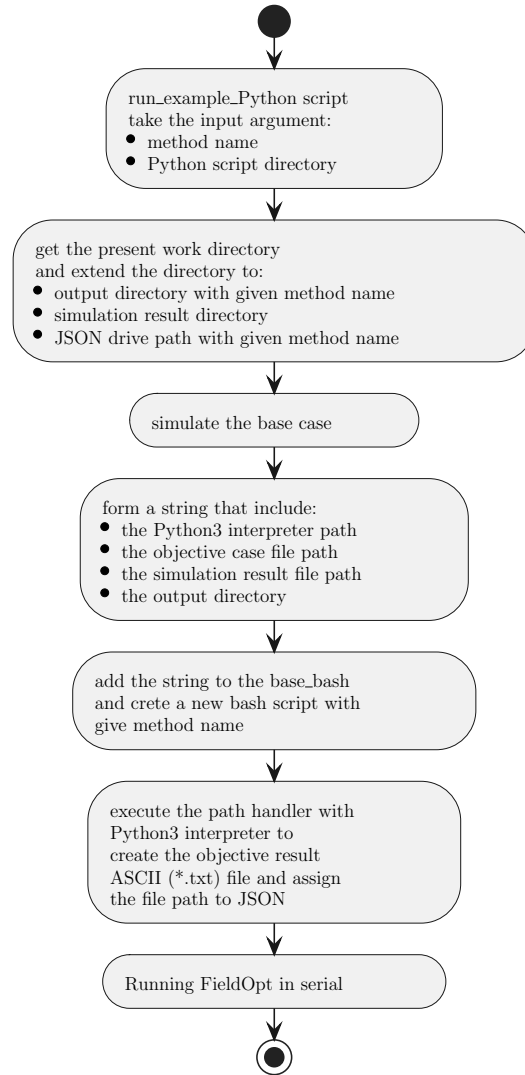 run_example_Python script
take the input argument:
• method name
• Python script directory
get the present work directory
and extend the directory to:
• output directory with given method name
• simulation result directory
• JSON drive path with given method name
simulate the base case
form a string that include:
• the Python3 interpreter path
• the objective case file path
• the simulation result file path
• the output directory
add the string to the base_bash
and crete a new bash script with
give method name
execute the path handler with
Python3 interpreter to
create the objective result
ASCII (*.txt) file and assign
the file path to JSON
Running FieldOpt in serial